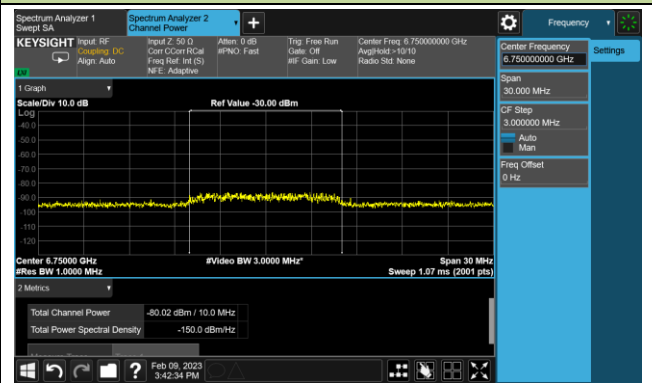 Spectrum Analyzer 1
Swept SA
Spectrum Analyzer 2
Channel Power
Frequency
KEYSIGHT
Input: RF
Coupling: DC
Align: Auto
Input Z: 50 Ω
Corr CCorr RCal
Freq Ref: Int (S)
NFE: Adaptive
Atten: 0 dB
#PNO: Fast
Trig: Free Run
Gate: Off
#IF Gain: Low
Center Freq: 6.750000000 GHz
Avg|Hold:>10/10
Radio Std: None
Center Frequency
6.750000000 GHz
Settings
Span
30.000 MHz
CF Step
3.000000 MHz
Auto
Man
Freq Offset
0 Hz
1 Graph
Scale/Div 10.0 dB
Ref Value -30.00 dBm
Log
-40.0
-50.0
-60.0
-70.0
-80.0
-90.0
-100
-110
-120
Center 6.75000 GHz
#Video BW 3.0000 MHz*
Span 30 MHz
#Res BW 1.0000 MHz
Sweep 1.07 ms (2001 pts)
2 Metrics
Total Channel Power -80.02 dBm / 10.0 MHz
Total Power Spectral Density -150.0 dBm/Hz
Feb 09, 2023
3:42:34 PM